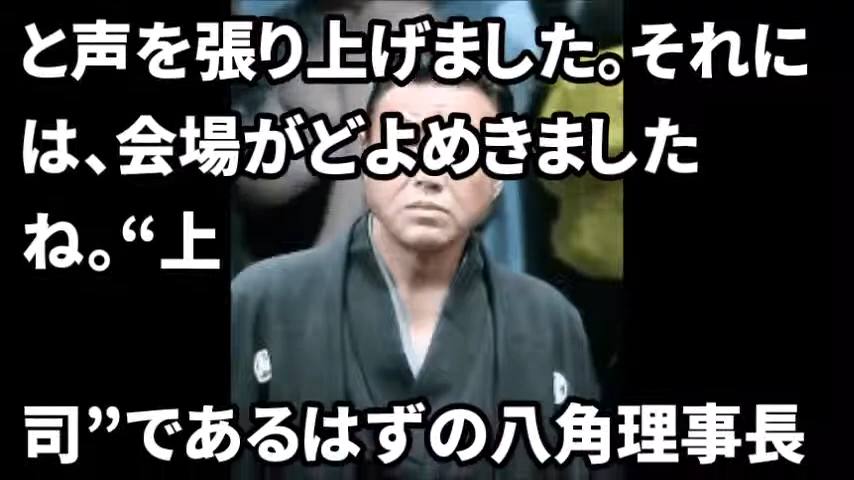 と声を張り上げました。それに
は、会場がどよめきました
ね。“上
司”であるはずの八角理事長